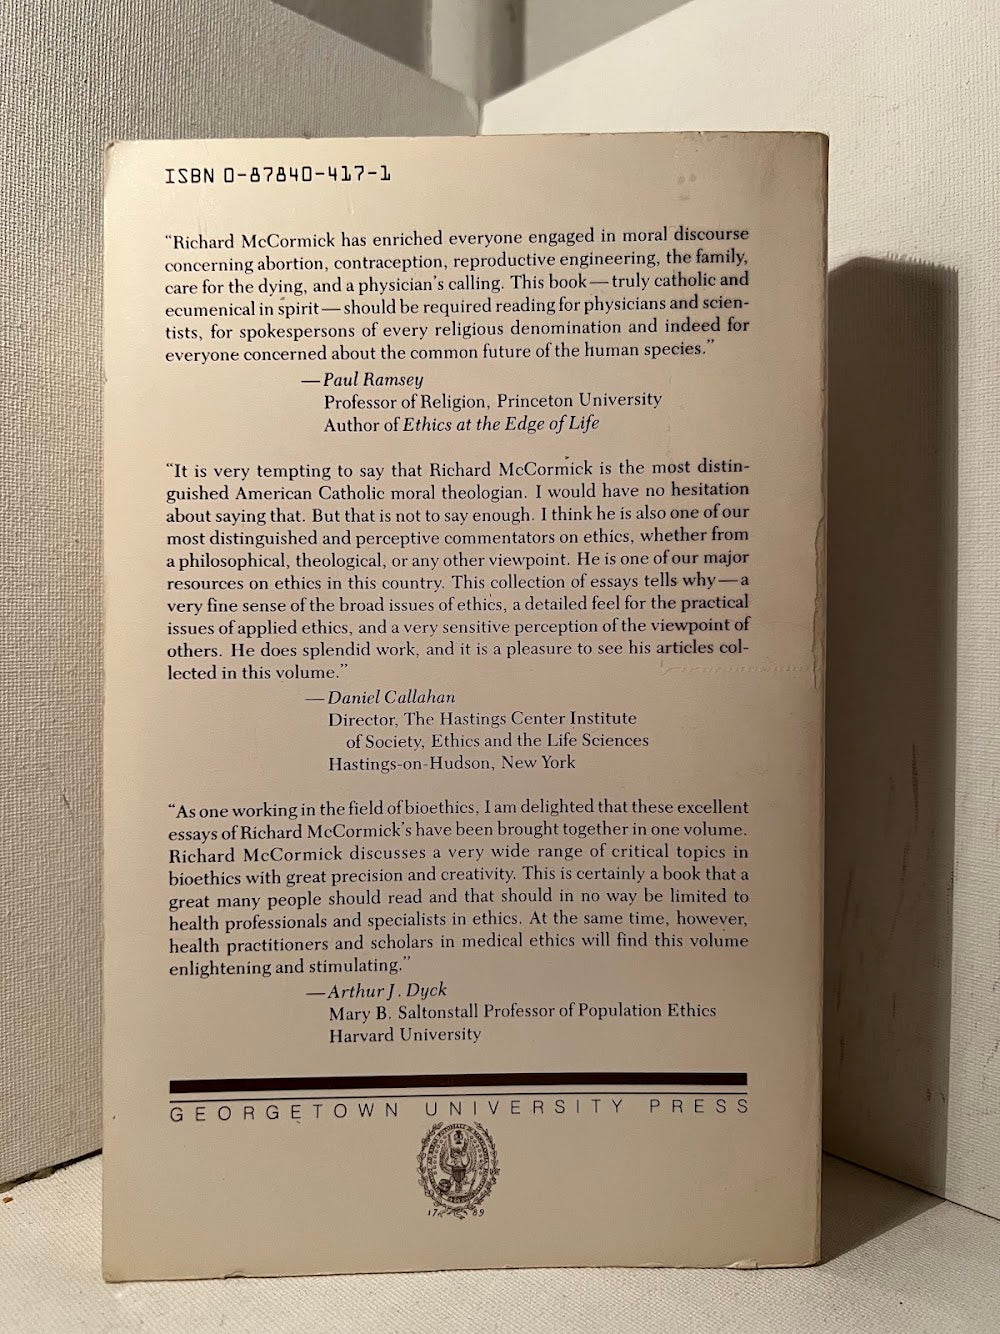 ISBN 0-87840-417-1
“Richard McCormick has enriched everyone engaged in moral discourse
concerning abortion, contraception, reproductive engineering, the family,
care for the dying, and a physician’s calling. This book—truly catholic and
ecumenical in spirit—should be required reading for physicians and scien-
tists, for spokespersons of every religious denomination and indeed for
everyone concerned about the common future of the human species.”
—Paul Ramsey
Professor of Religion, Princeton University
Author of Ethics at the Edge of Life
“It is very tempting to say that Richard McCormick is the most distin-
guished American Catholic moral theologian. I would have no hesitation
about saying that. But that is not to say enough. I think he is also one of our
most distinguished and perceptive commentators on ethics, whether from
a philosophical, theological, or any other viewpoint. He is one of our major
resources on ethics in this country. This collection of essays tells why—a
very fine sense of the broad issues of ethics, a detailed feel for the practical
issues of applied ethics, and a very sensitive perception of the viewpoint of
others. He does splendid work, and it is a pleasure to see his articles col-
lected in this volume.”
—Daniel Callahan
Director, The Hastings Center Institute
of Society, Ethics and the Life Sciences
Hastings-on-Hudson, New York
“As one working in the field of bioethics, I am delighted that these excellent
essays of Richard McCormick’s have been brought together in one volume.
Richard McCormick discusses a very wide range of critical topics in
bioethics with great precision and creativity. This is certainly a book that a
great many people should read and that should in no way be limited to
health professionals and specialists in ethics. At the same time, however,
health practitioners and scholars in medical ethics will find this volume
enlightening and stimulating.”
—Arthur J. Dyck
Mary B. Saltonstall Professor of Population Ethics
Harvard University
GEORGETOWN UNIVERSITY PRESS
17 89